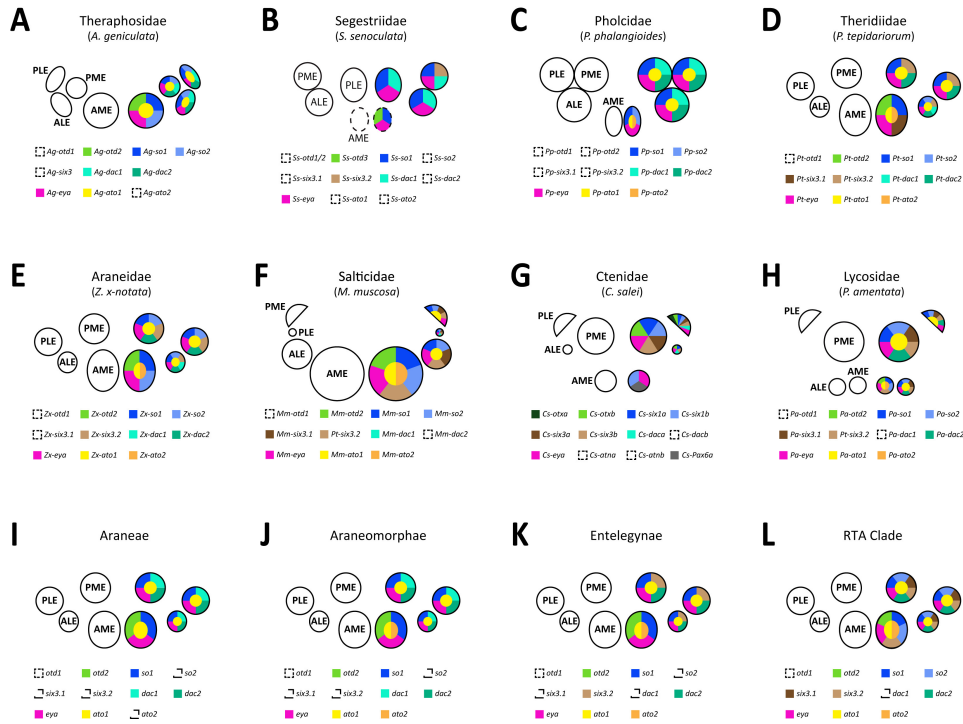 A
Theraphosidae
(A. geniculata)
PLE
PME
ALE
AME
Ag-otd1 Ag-otd2 Ag-so1 Ag-so2
Ag-six3 Ag-dac1 Ag-dac2
Ag-eya Ag-ato1 Ag-ato2
B
Segestriidae
(S. senoculata)
PME
PLE
ALE
AME
Ss-otd1/2 Ss-otd3 Ss-so1 Ss-so2
Ss-six3.1 Ss-six3.2 Ss-dac1 Ss-dac2
Ss-eya Ss-ato1 Ss-ato2
C
Pholcidae
(P. phalangioides)
PLE PME
ALE
AME
Pp-otd1 Pp-otd2 Pp-so1 Pp-so2
Pp-six3.1 Pp-six3.2 Pp-dac1 Pp-dac2
Pp-eya Pp-ato1 Pp-ato2
D
Theridiidae
(P. tepidariorum)
PME
PLE
ALE
AME
Pt-otd1 Pt-otd2 Pt-so1 Pt-so2
Pt-six3.1 Pt-six3.2 Pt-dac1 Pt-dac2
Pt-eya Pt-ato1 Pt-ato2
E
Araneidae
(Z. x-notata)
PME
PLE
ALE
AME
Zx-otd1 Zx-otd2 Zx-so1 Zx-so2
Zx-six3.1 Zx-six3.2 Zx-dac1 Zx-dac2
Zx-eya Zx-ato1 Zx-ato2
F
Salticidae
(M. muscosa)
PME
PLE
ALE
AME
Mm-otd1 Mm-otd2 Mm-so1 Mm-so2
Mm-six3.1 Pt-six3.2 Mm-dac1 Mm-dac2
Mm-eya Mm-ato1 Mm-ato2
G
Ctenidae
(C. salei)
PLE
PME
ALE
AME
Cs-otxa Cs-otxb Cs-six1a Cs-six1b
Cs-six3a Cs-six3b Cs-daca Cs-dacb
Cs-eya Cs-atna Cs-atnb Cs-Pax6a
H
Lycosidae
(P. amentata)
PLE
PME
AME
ALE
Pa-otd1 Pa-otd2 Pa-so1 Pa-so2
Pa-six3.1 Pt-six3.2 Pa-dac1 Pa-dac2
Pa-eya Pa-ato1 Pa-ato2
I
Araneae
PME
PLE
ALE
AME
otd1 otd2 so1 so2
six3.1 six3.2 dac1 dac2
eya ato1 ato2
J
Araneomorphae
PME
PLE
ALE
AME
otd1 otd2 so1 so2
six3.1 six3.2 dac1 dac2
eya ato1 ato2
K
Entelegynae
PME
PLE
ALE
AME
otd1 otd2 so1 so2
six3.1 six3.2 dac1 dac2
eya ato1 ato2
L
RTA Clade
PME
PLE
ALE
AME
otd1 otd2 so1 so2
six3.1 six3.2 dac1 dac2
eya ato1 ato2